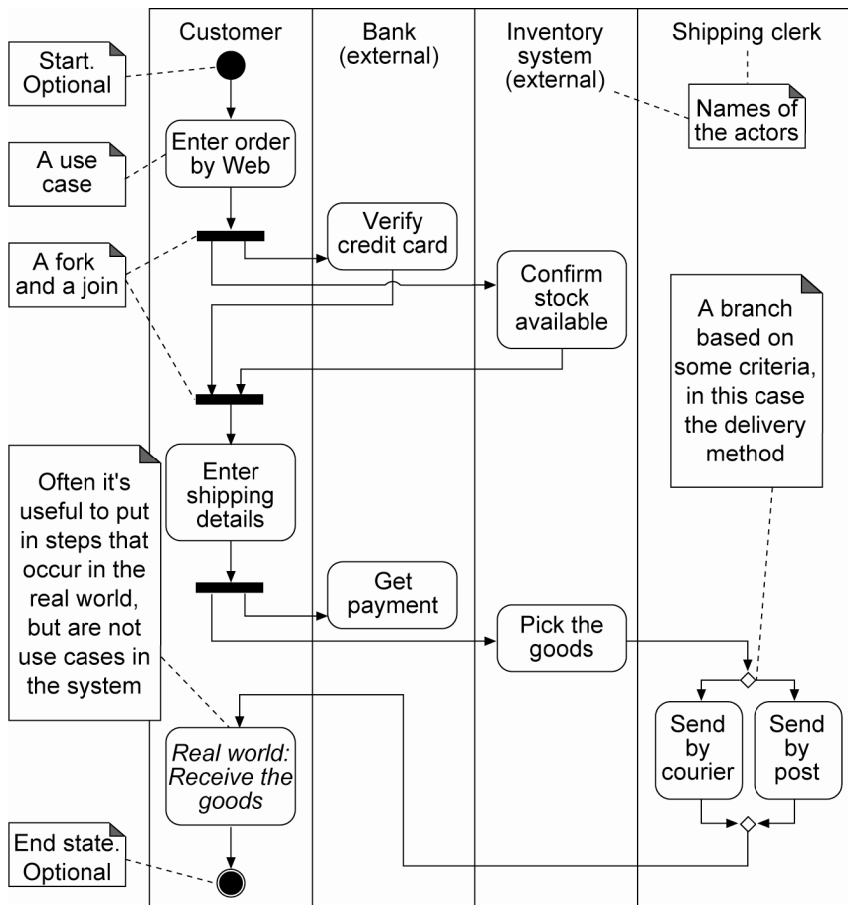 Customer
Bank
(external)
Inventory
system
(external)
Shipping clerk
Start.
Optional
Names of
the actors
Enter order
by Web
A use
case
Verify
credit card
A fork
and a join
Confirm
stock
available
A branch
based on
some criteria,
in this case
the delivery
method
Enter
shipping
details
Often it's
useful to put
in steps that
occur in the
real world,
but are not
use cases in
the system
Get
payment
Pick the
goods
Send
by
courier
Send
by
post
Real world:
Receive the
goods
End state.
Optional